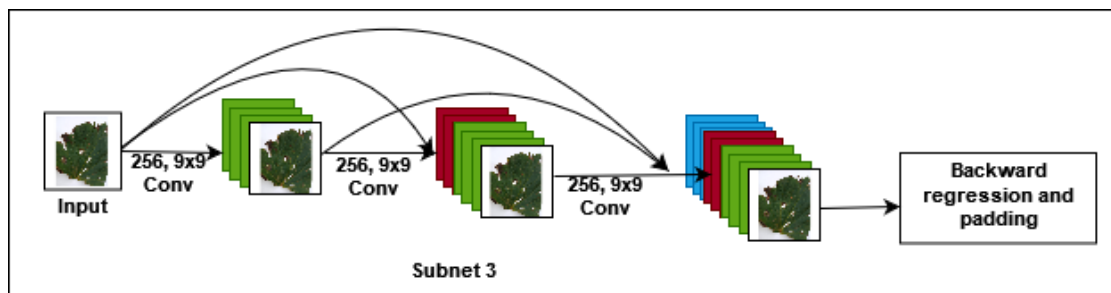 Input
256, 9x9
Conv
256, 9x9
Conv
256, 9x9
Conv
Backward
regression and
padding
Subnet 3